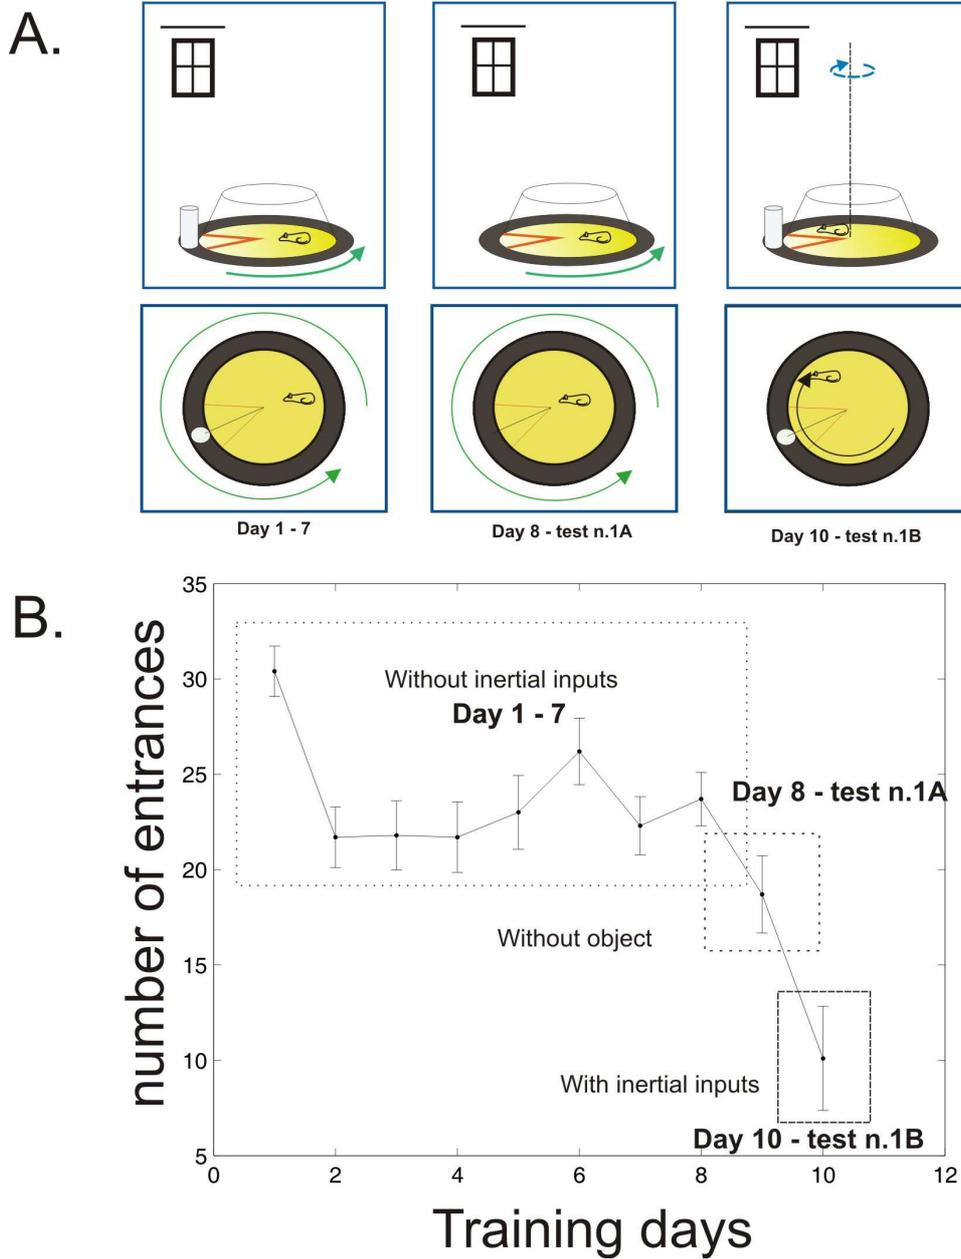 A.
Day 1 - 7
Day 8 - test n.1A
Day 10 - test n.1B
B.
number of entrances
35
30
25
20
15
10
5
Without inertial inputs
Day 1 - 7
Day 8 - test n.1A
Without object
With inertial inputs
Day 10 - test n.1B
0 2 4 6 8 10 12
Training days